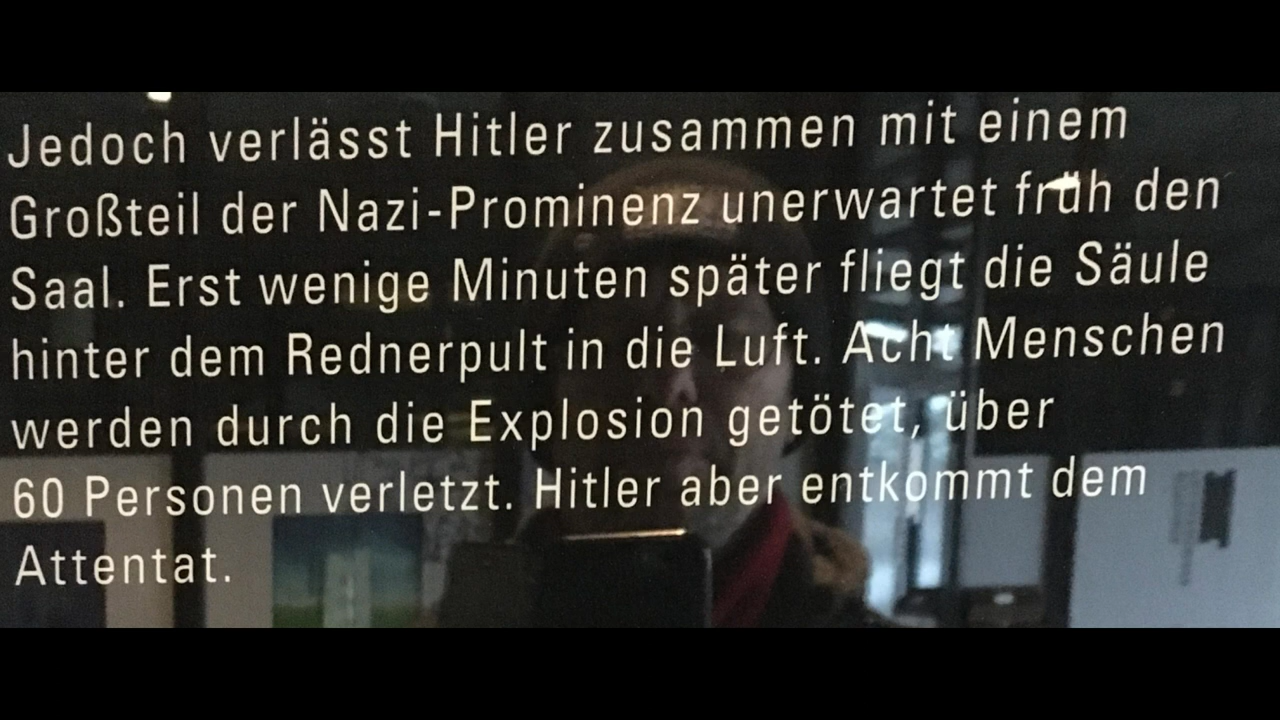 Jedoch verlässt Hitler zusammen mit einem
Großteil der Nazi-Prominenz unerwartet früh den
Saal. Erst wenige Minuten später fliegt die Säule
hinter dem Rednerpult in die Luft. Acht Menschen
werden durch die Explosion getötet, über
60 Personen verletzt. Hitler aber entkommt dem
Attentat.